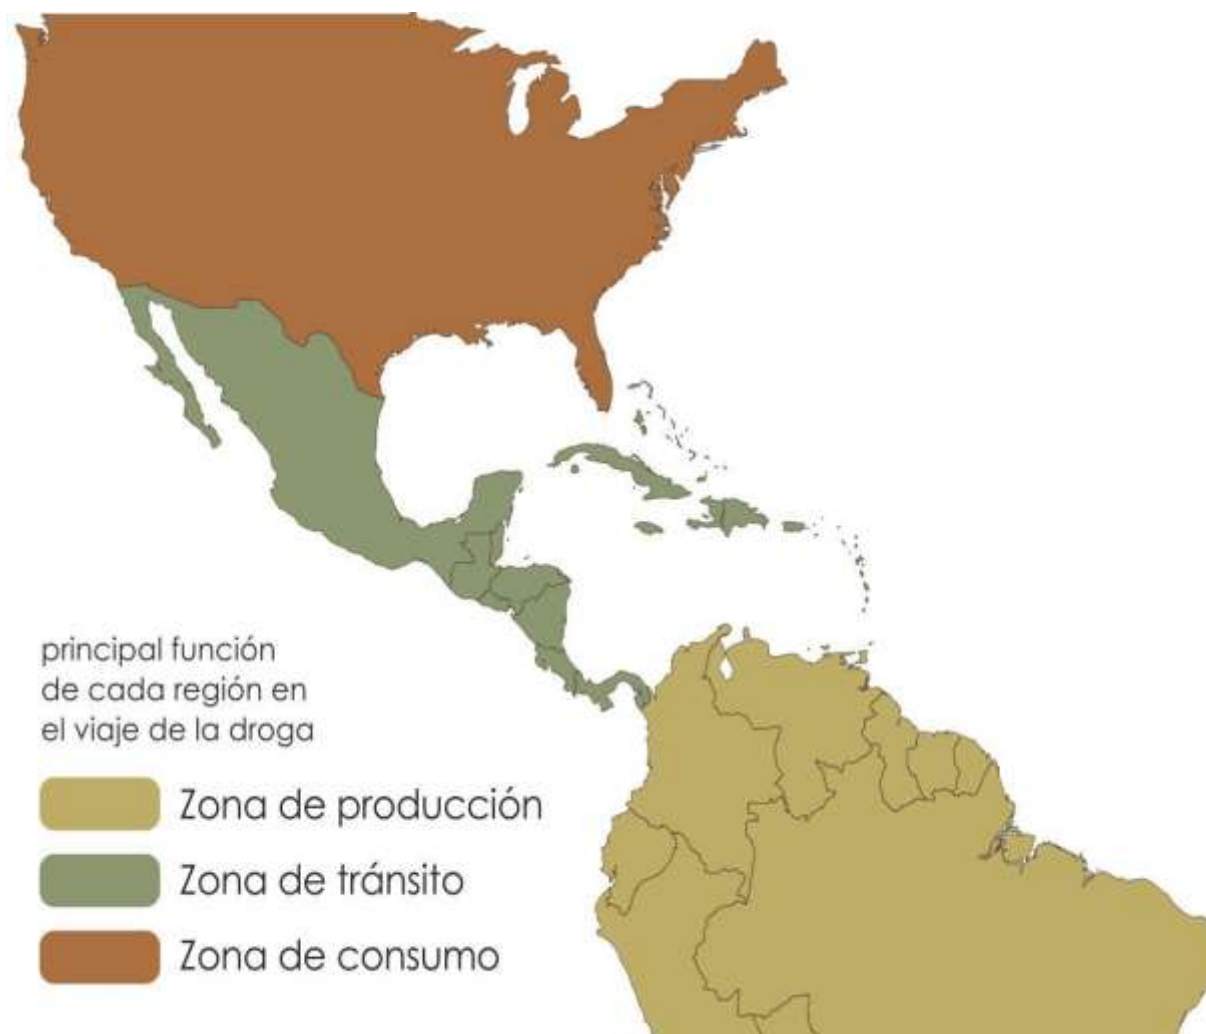 principal función
de cada región en
el viaje de la droga
Zona de producción
Zona de tránsito
Zona de consumo